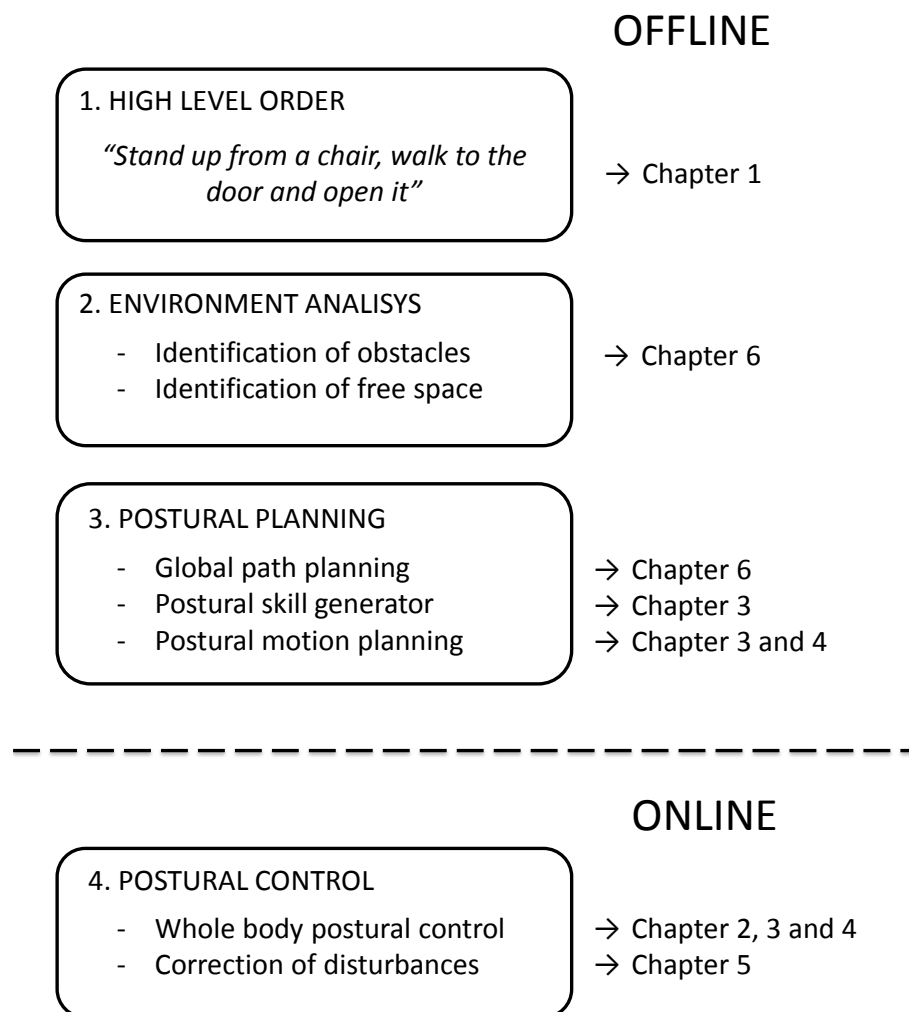 OFFLINE
1. HIGH LEVEL ORDER
“Stand up from a chair, walk to the
door and open it”
→ Chapter 1
2. ENVIRONMENT ANALISYS
- Identification of obstacles
- Identification of free space
→ Chapter 6
3. POSTURAL PLANNING
- Global path planning → Chapter 6
- Postural skill generator → Chapter 3
- Postural motion planning → Chapter 3 and 4
ONLINE
4. POSTURAL CONTROL
- Whole body postural control → Chapter 2, 3 and 4
- Correction of disturbances → Chapter 5